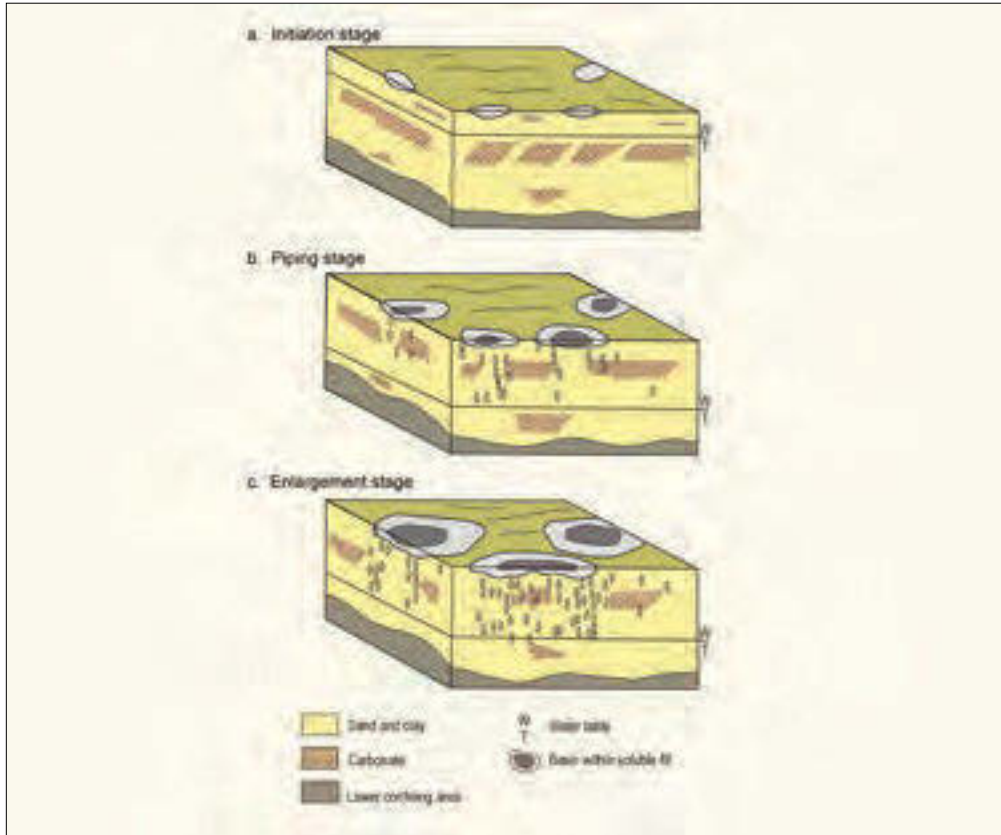 a. Initiation stage
W
T
b. Piping stage
W
T
c. Enlargement stage
W
T
Sand and clay
W
T
Water table
Carbonate
Basin within soluble fill
Lower confining area